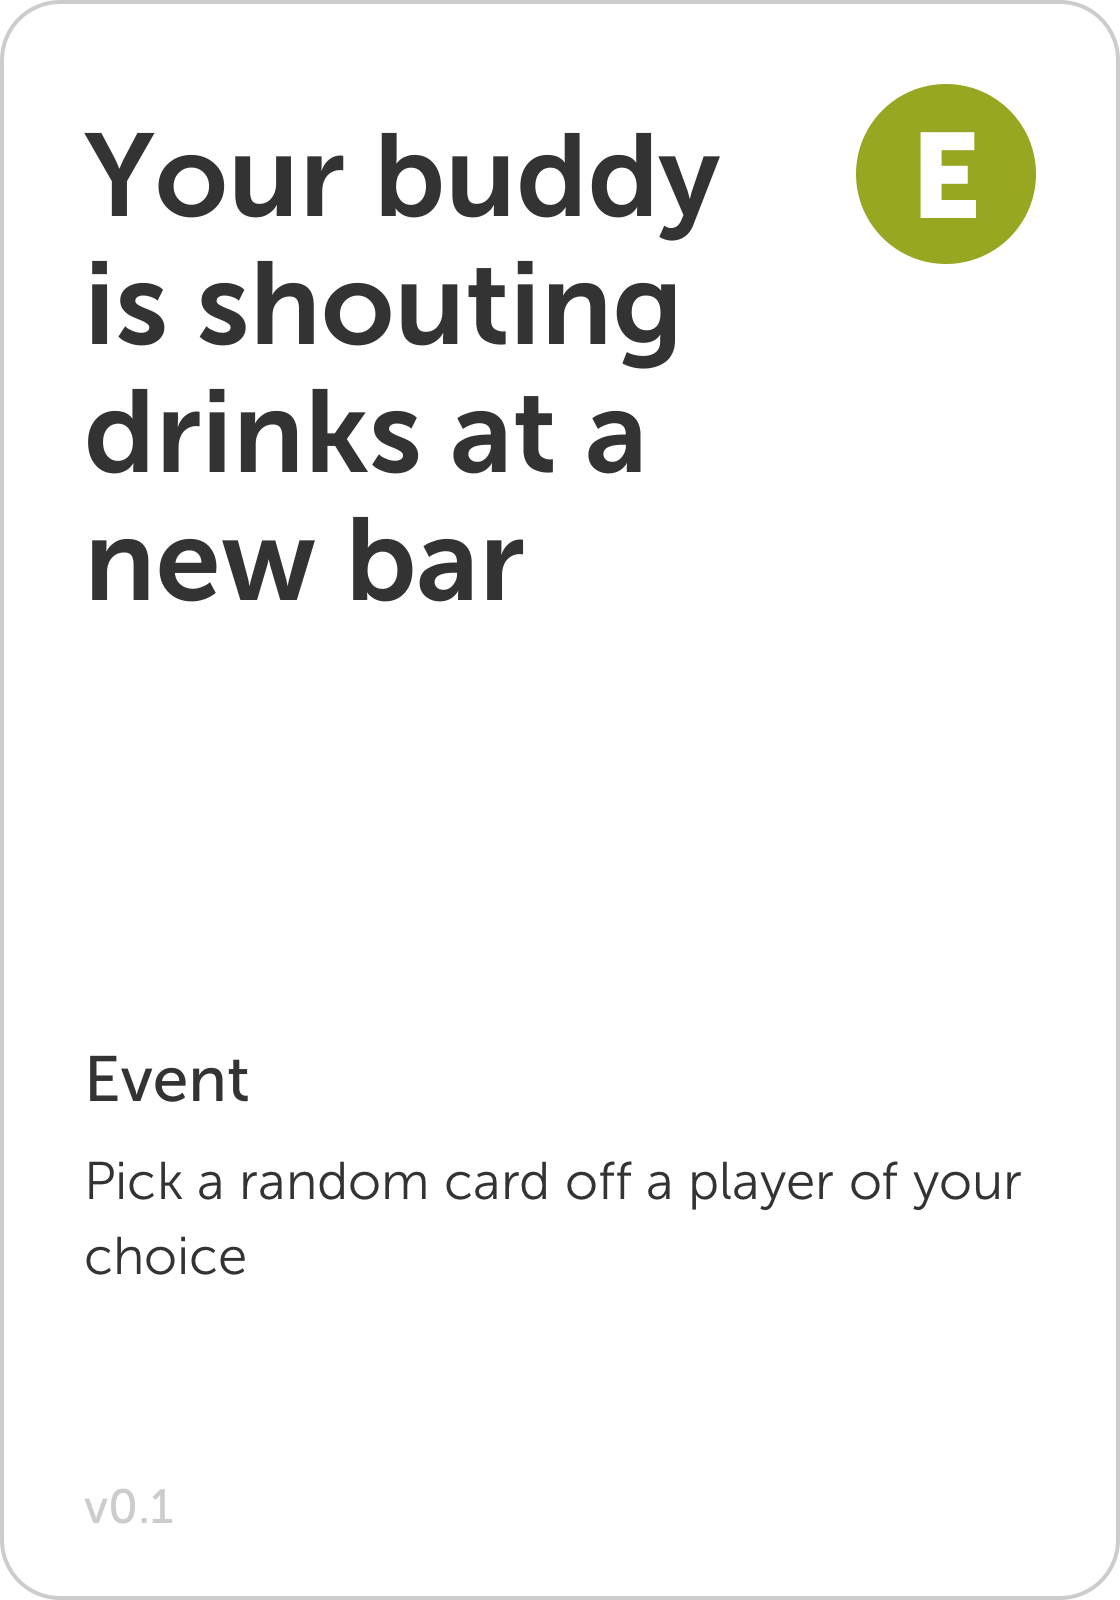 Your buddy
E
is shouting
drinks at a
new bar
Event
Pick a random card off a player of your
choice
v0.1